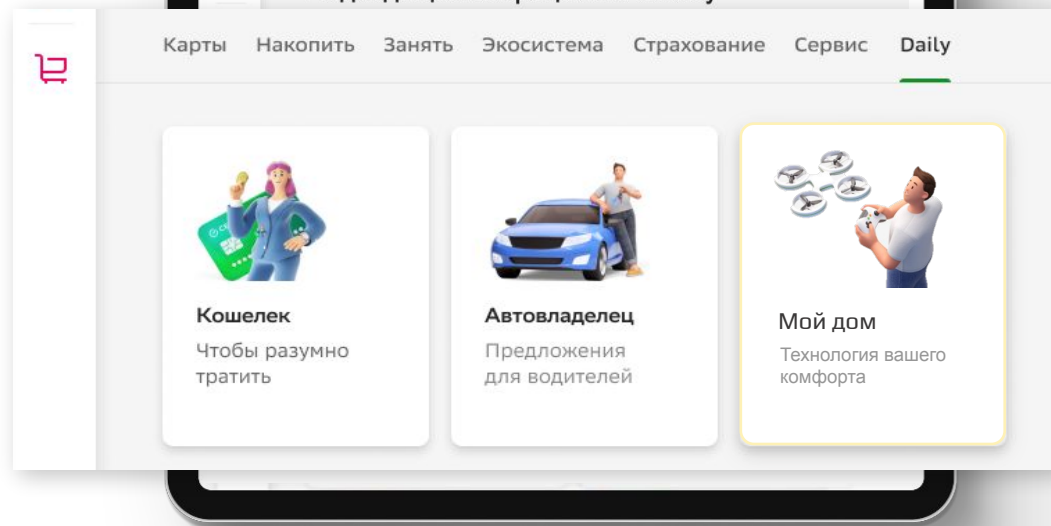 Карты Накопить Занять Экосистема Страхование Сервис Daily
Кошелек
Чтобы разумно
тратить
Автовладелец
Предложения
для водителей
Мой дом
Технология вашего
комфорта